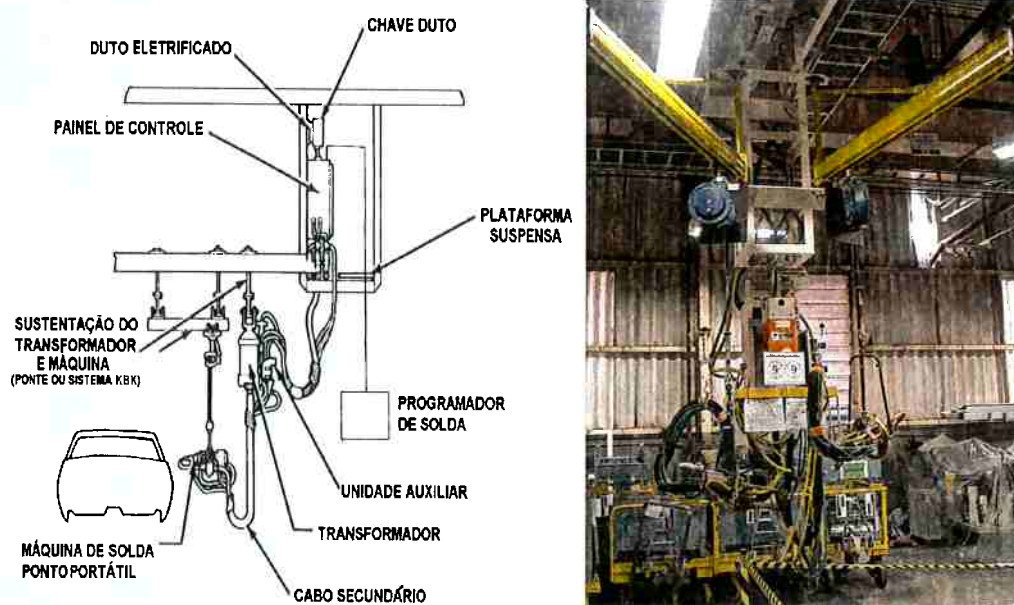 CHAVE DUTO
DUTO ELETRIFICADO
PAINEL DE CONTROLE
PLATAFORMA
SUSPENSA
SUSTENTAÇÃO DO
TRANSFORMADOR
E MÁQUINA
(PONTE OU SISTEMA KBK)
PROGRAMADOR
DE SOLDA
UNIDADE AUXILIAR
TRANSFORMADOR
MÁQUINA DE SOLDA
PONTO PORTÁTIL
CABO SECUNDÁRIO